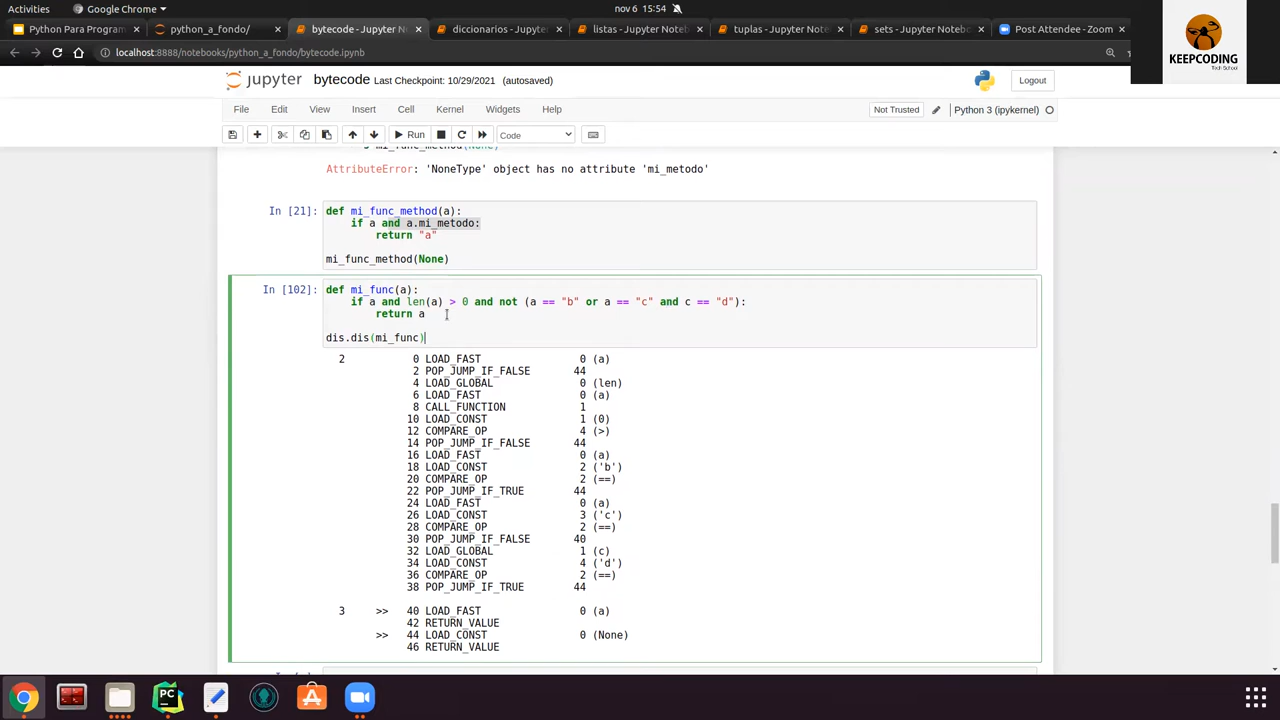 Activities Google Chrome nov 6 15:54
Python Para Program python_a_fondo/ bytecode - Jupyter N diccionarios - Jupyter listas - Jupyter Noteb tuplas - Jupyter Noteb sets - Jupyter Notebo Post Attendee - Zoom
localhost:8888/notebooks/python_a_fondo/bytecode.ipynb
KEEPCODING
Tech School
jupyter bytecode Last Checkpoint: 10/29/2021 (autosaved) Logout
File Edit View Insert Cell Kernel Widgets Help Not Trusted Python 3 (ipykernel)
Run Code
mi_func_method(None)
AttributeError: 'NoneType' object has no attribute 'mi_metodo'
In [21]: def mi_func_method(a):
if a and a.mi_metodo:
return "a"
mi_func_method(None)
In [102]: def mi_func(a):
if a and len(a) > 0 and not (a == "b" or a == "c" and c == "d"):
return a
dis.dis(mi_func)
2 0 LOAD_FAST 0 (a)
2 POP_JUMP_IF_FALSE 44
4 LOAD_GLOBAL 0 (len)
6 LOAD_FAST 0 (a)
8 CALL_FUNCTION 1
10 LOAD_CONST 1 (0)
12 COMPARE_OP 4 (>)
14 POP_JUMP_IF_FALSE 44
16 LOAD_FAST 0 (a)
18 LOAD_CONST 2 ('b')
20 COMPARE_OP 2 (==)
22 POP_JUMP_IF_TRUE 44
24 LOAD_FAST 0 (a)
26 LOAD_CONST 3 ('c')
28 COMPARE_OP 2 (==)
30 POP_JUMP_IF_FALSE 40
32 LOAD_GLOBAL 1 (c)
34 LOAD_CONST 4 ('d')
36 COMPARE_OP 2 (==)
38 POP_JUMP_IF_TRUE 44
3 >> 40 LOAD_FAST 0 (a)
42 RETURN_VALUE
>> 44 LOAD_CONST 0 (None)
46 RETURN_VALUE